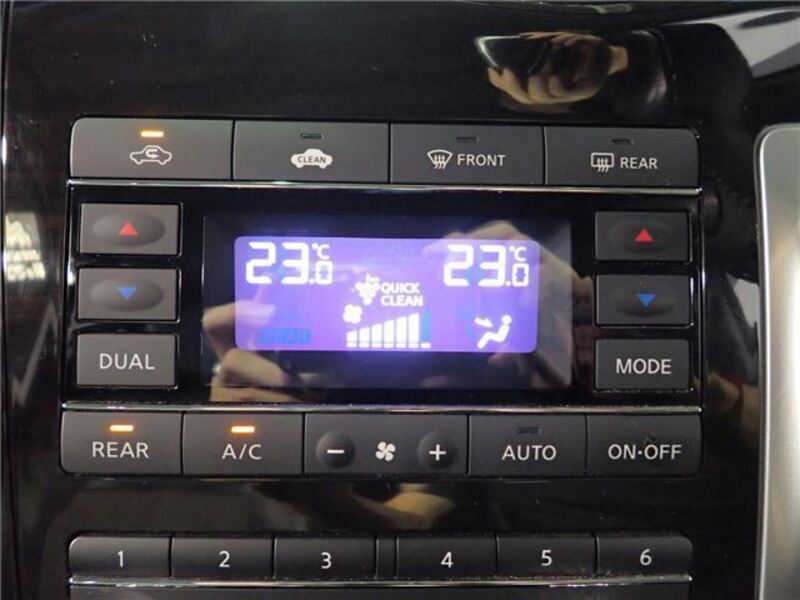 CLEAN FRONT REAR
23.0°C 23.0°C
QUICK
CLEAN
REAR
DUAL MODE
REAR A/C − + AUTO ON·OFF
1 2 3 4 5 6